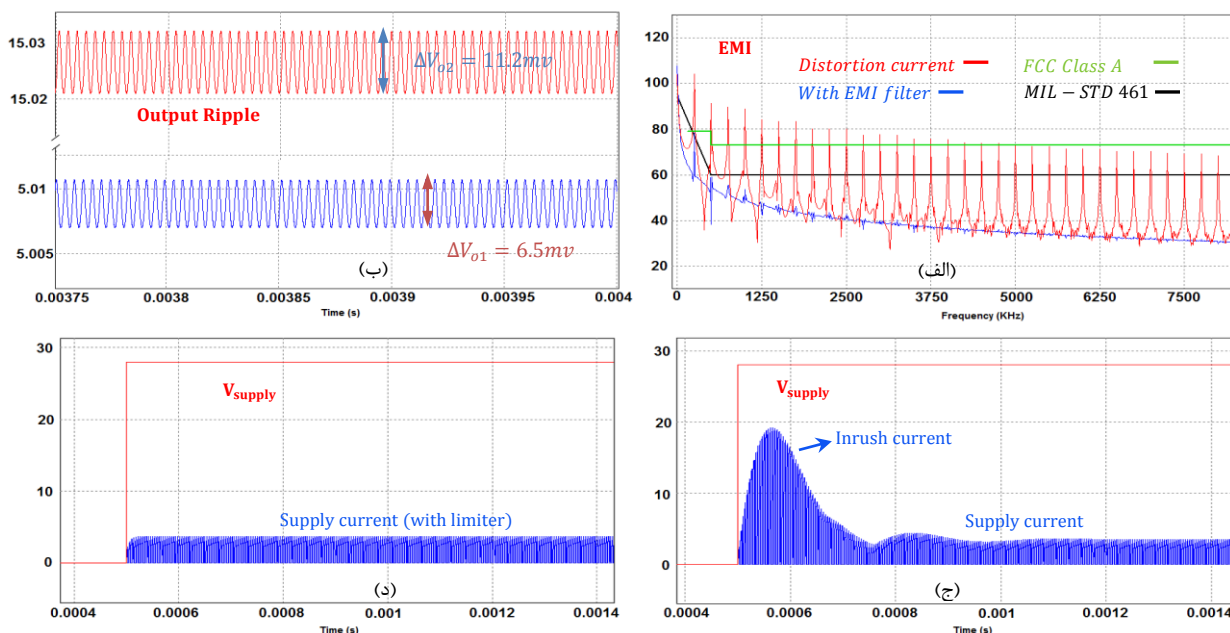 15.03
15.02
5.01
5.005
ΔV_o2 = 11.2mv
Output Ripple
ΔV_o1 = 6.5mv
(ب)
0.00375 0.0038 0.00385 0.0039 0.00395 0.004
Time (s)
120
100
80
60
40
20
EMI
Distortion current
FCC Class A
With EMI filter
MIL − STD 461
(الف)
0 1250 2500 3750 5000 6250 7500
Frequency (KHz)
30
20
10
0
V_supply
Supply current (with limiter)
(د)
0.0004 0.0006 0.0008 0.001 0.0012 0.0014
Time (s)
30
20
10
0
V_supply
Inrush current
Supply current
(ج)
0.0004 0.0006 0.0008 0.001 0.0012 0.0014
Time (s)